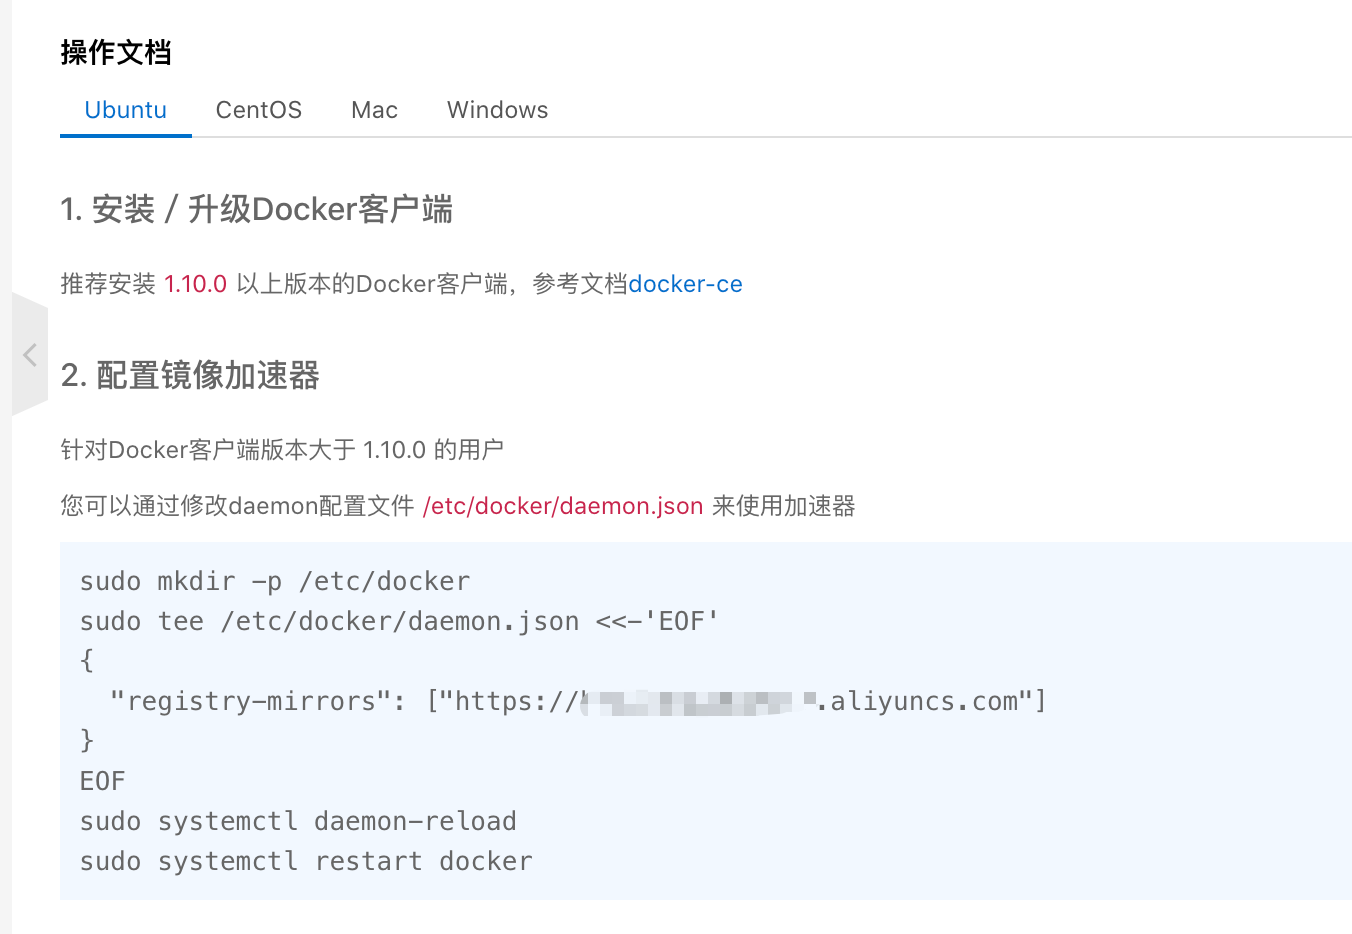 操作文档
Ubuntu CentOS Mac Windows
1. 安装 / 升级Docker客户端
推荐安装 1.10.0 以上版本的Docker客户端，参考文档docker-ce
2. 配置镜像加速器
针对Docker客户端版本大于 1.10.0 的用户
您可以通过修改daemon配置文件 /etc/docker/daemon.json 来使用加速器
sudo mkdir -p /etc/docker
sudo tee /etc/docker/daemon.json <<-'EOF'
{
  "registry-mirrors": ["https://.aliyuncs.com"]
}
EOF
sudo systemctl daemon-reload
sudo systemctl restart docker